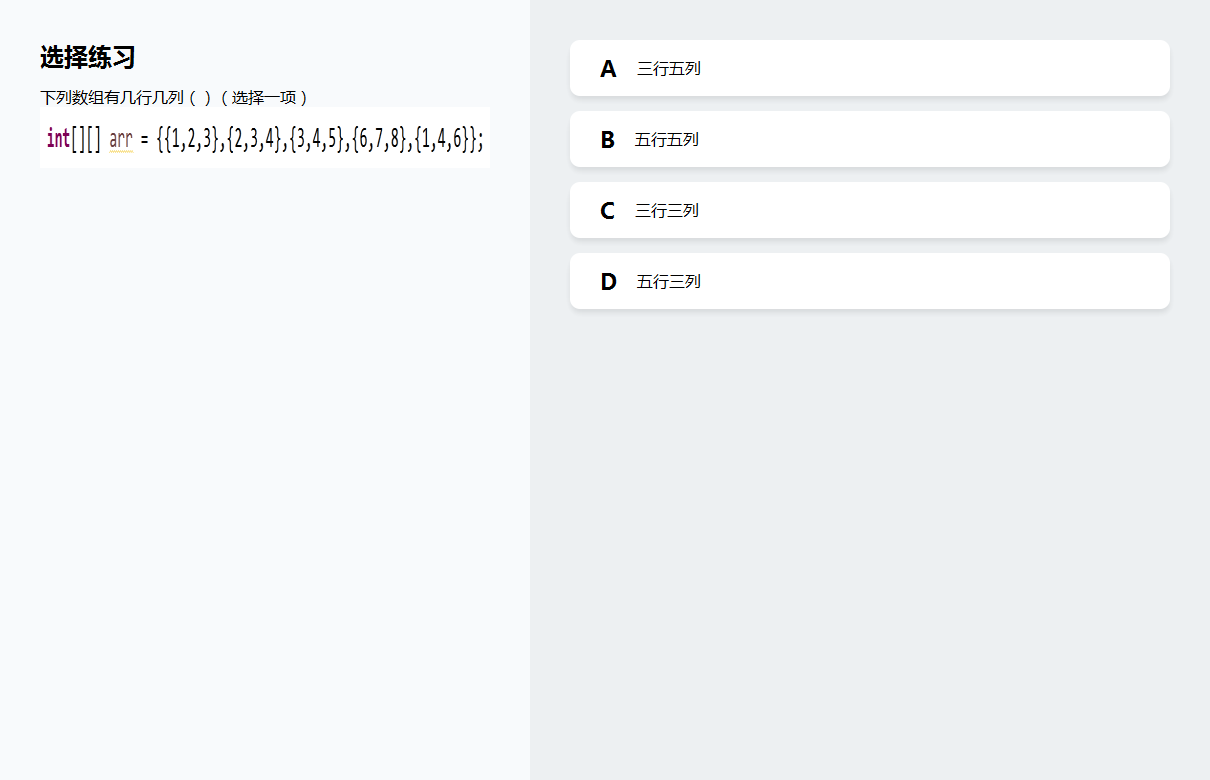 选择练习
下列数组有几行几列（ ）（选择一项）
int[][] arr = {{1,2,3},{2,3,4},{3,4,5},{6,7,8},{1,4,6}};
A 三行五列
B 五行五列
C 三行三列
D 五行三列